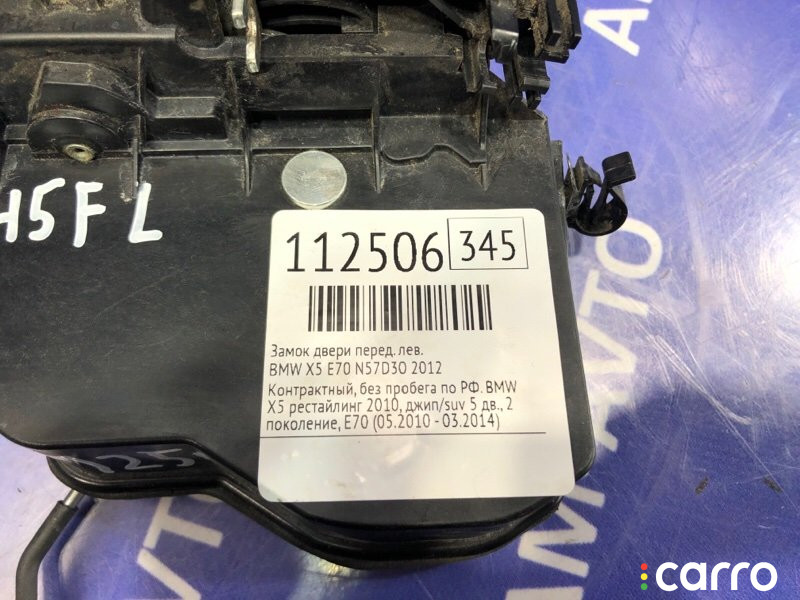 H5FL
112506 345
Замок двери перед. лев.
BMW X5 E70 N57D30 2012
Контрактный, без пробега по РФ. BMW
X5 рестайлинг 2010, джип/suv 5 дв., 2
поколение, E70 (05.2010 - 03.2014)
AVTO
carro